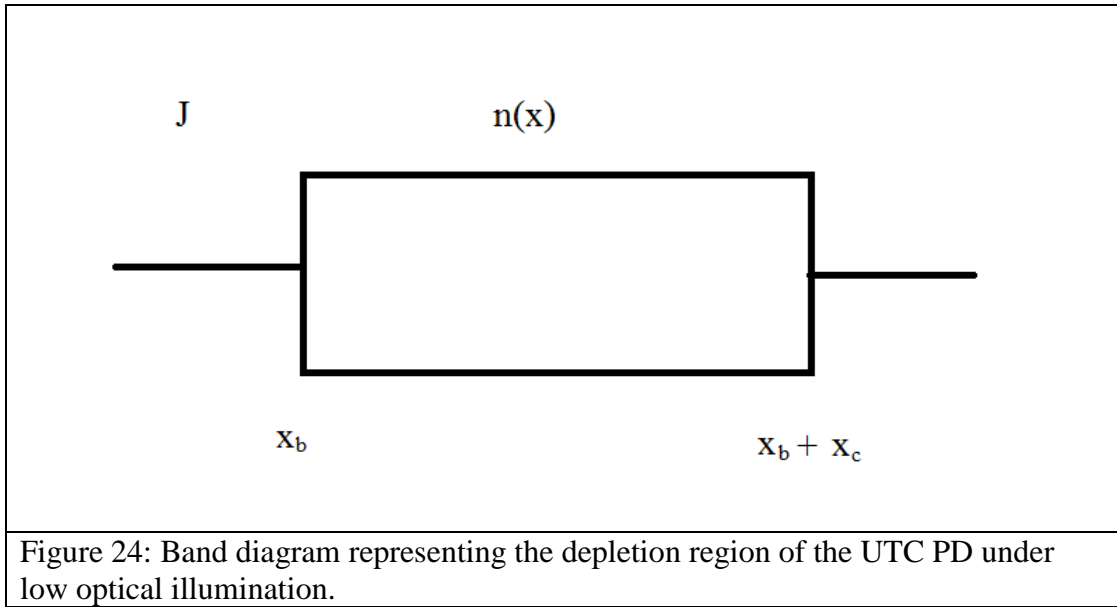 J
n(x)
x_b
x_b + x_c
Figure 24: Band diagram representing the depletion region of the UTC PD under
low optical illumination.